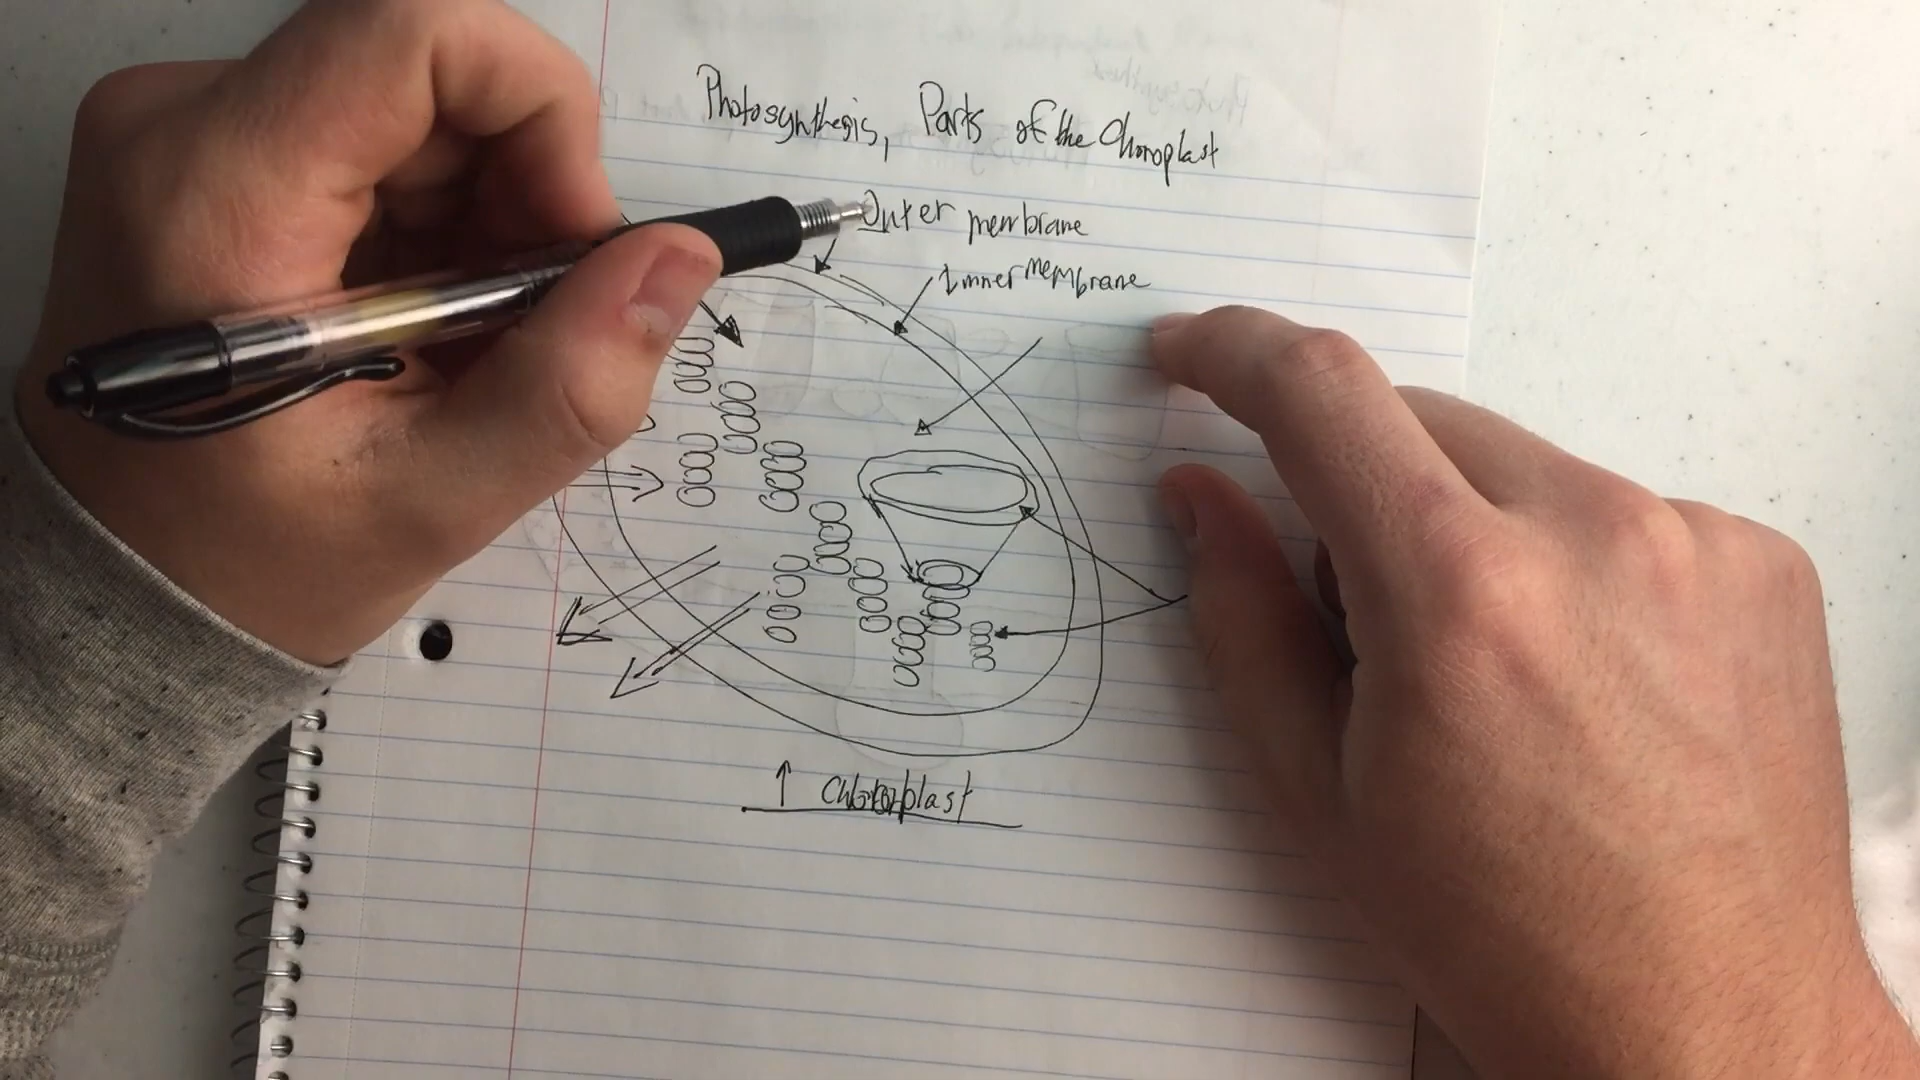 Photosynthesis, Parts of the Choroplast
Outer membrane
Inner membrane
↑ Chloroplast